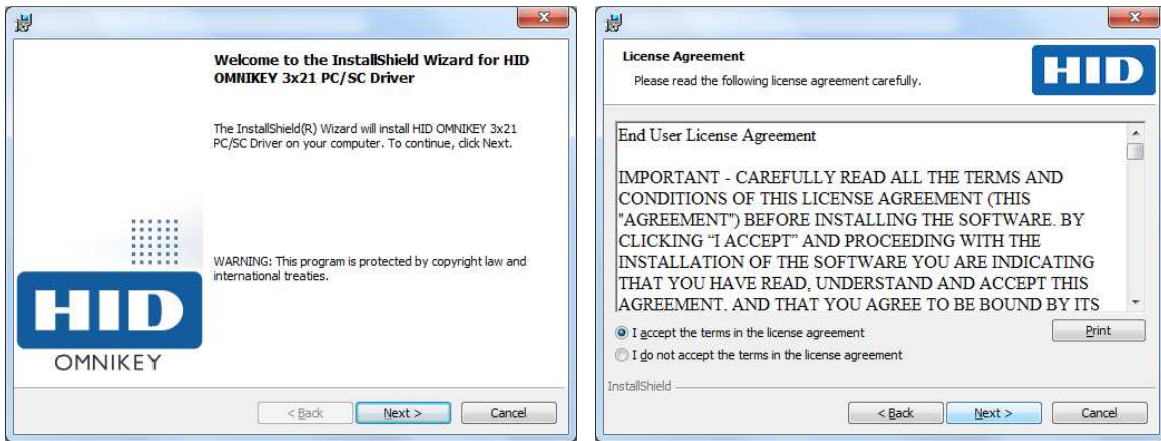 Welcome to the InstallShield Wizard for HID
OMNIKEY 3x21 PC/SC Driver
The InstallShield(R) Wizard will install HID OMNIKEY 3x21
PC/SC Driver on your computer. To continue, click Next.
WARNING: This program is protected by copyright law and
international treaties.
HID
OMNIKEY
< Back
Next >
Cancel
License Agreement
Please read the following license agreement carefully.
HID
End User License Agreement
IMPORTANT - CAREFULLY READ ALL THE TERMS AND
CONDITIONS OF THIS LICENSE AGREEMENT (THIS
"AGREEMENT") BEFORE INSTALLING THE SOFTWARE. BY
CLICKING “I ACCEPT” AND PROCEEDING WITH THE
INSTALLATION OF THE SOFTWARE YOU ARE INDICATING
THAT YOU HAVE READ, UNDERSTAND AND ACCEPT THIS
AGREEMENT, AND THAT YOU AGREE TO BE BOUND BY ITS
I accept the terms in the license agreement
Print
I do not accept the terms in the license agreement
InstallShield
< Back
Next >
Cancel